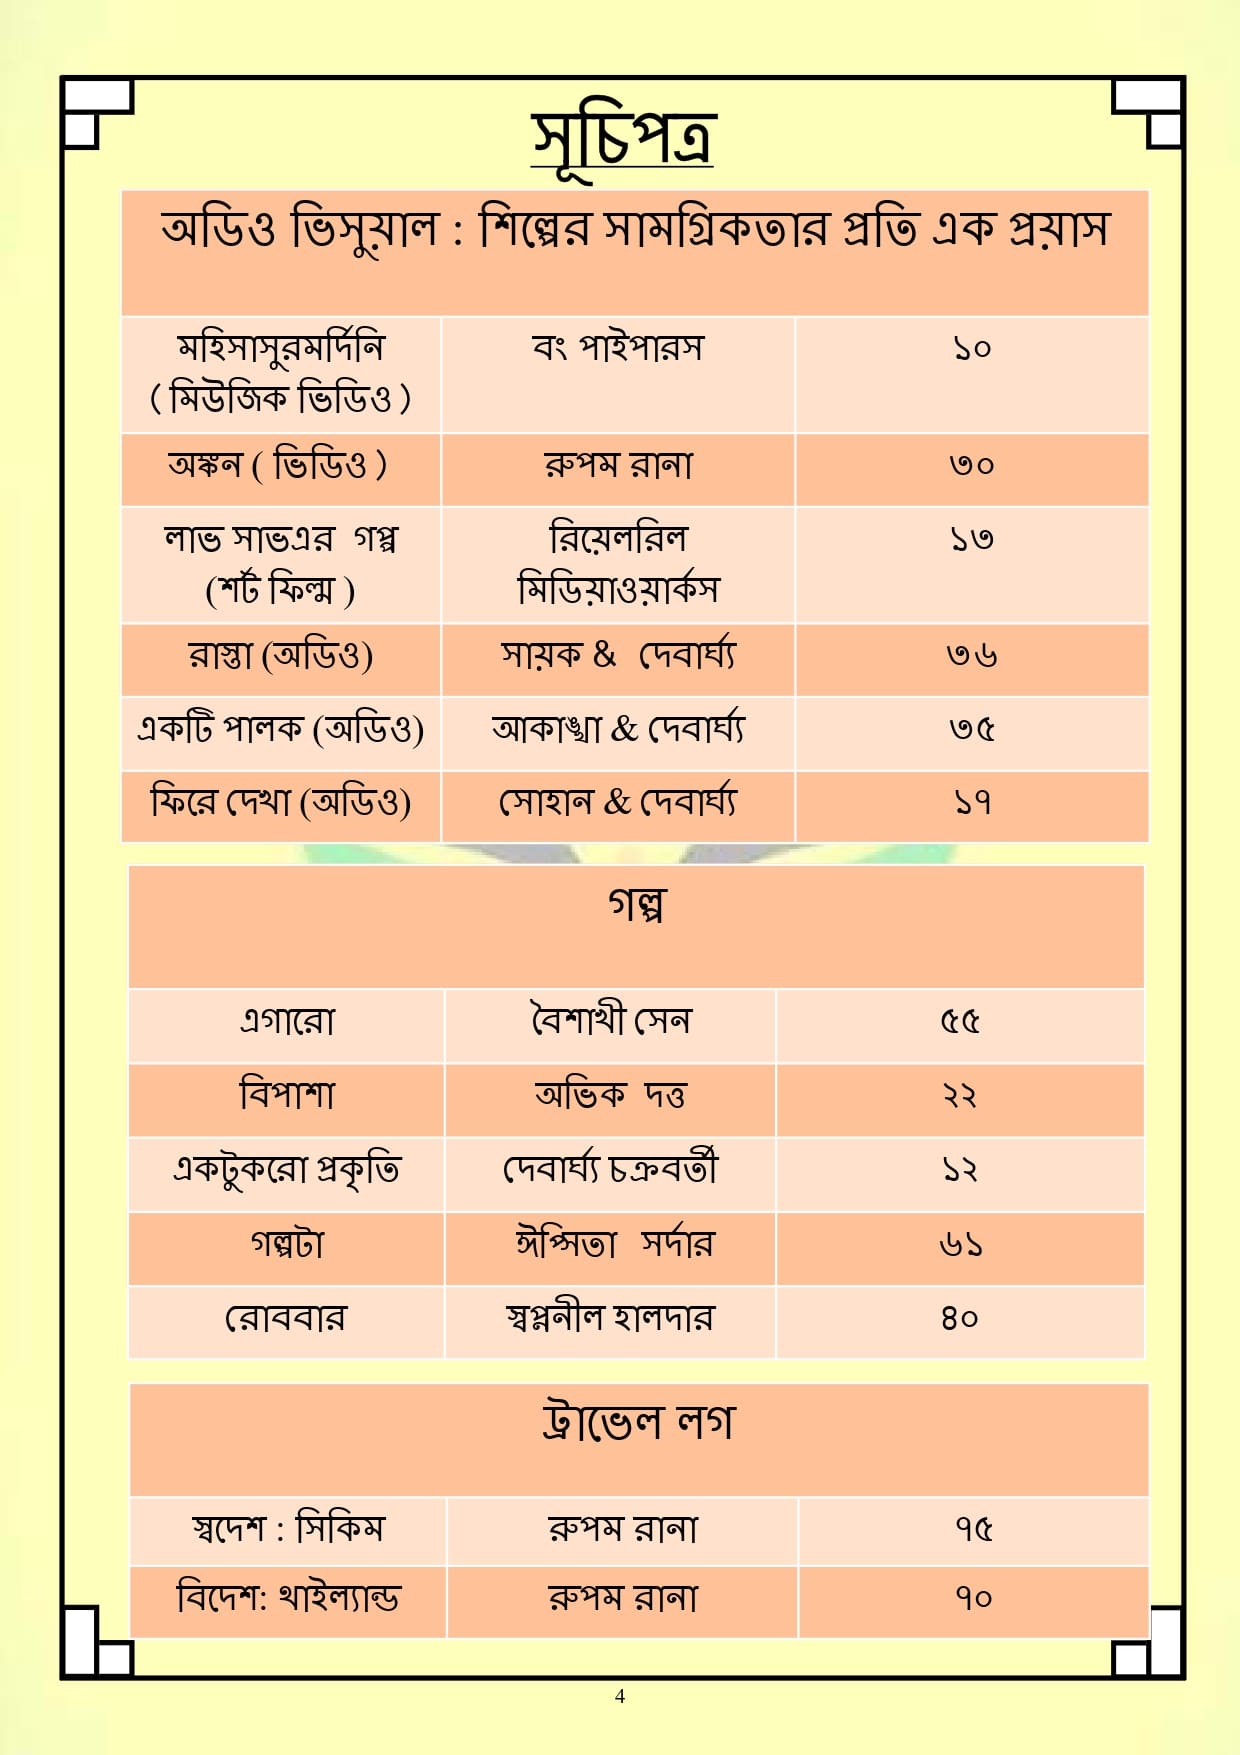 সূচিপত্র
অডিও ভিসুয়াল : শিল্পের সামগ্রিকতার প্রতি এক প্রয়াস
মহিসাসুরমর্দিনি বং পাইপারস ১০
( মিউজিক ভিডিও )
অঙ্কন ( ভিডিও ) রুপম রানা ৩০
লাভ সাভএর গপ্প রিয়েলরিল ১৩
(শর্ট ফিল্ম ) মিডিয়াওয়ার্কস
রাস্তা (অডিও) সায়ক & দেবার্ঘ্য ৩৬
একটি পালক (অডিও) আকাঙ্খা & দেবার্ঘ্য ৩৫
ফিরে দেখা (অডিও) সোহান & দেবার্ঘ্য ১৭
গল্প
এগারো বৈশাখী সেন ৫৫
বিপাশা অভিক দত্ত ২২
একটুকরো প্রকৃতি দেবার্ঘ্য চক্রবর্তী ১২
গল্পটা ঈপ্সিতা সর্দার ৬১
রোববার স্বপ্ননীল হালদার ৪০
ট্রাভেল লগ
স্বদেশ : সিকিম রুপম রানা ৭৫
বিদেশ: থাইল্যান্ড রুপম রানা ৭০
4